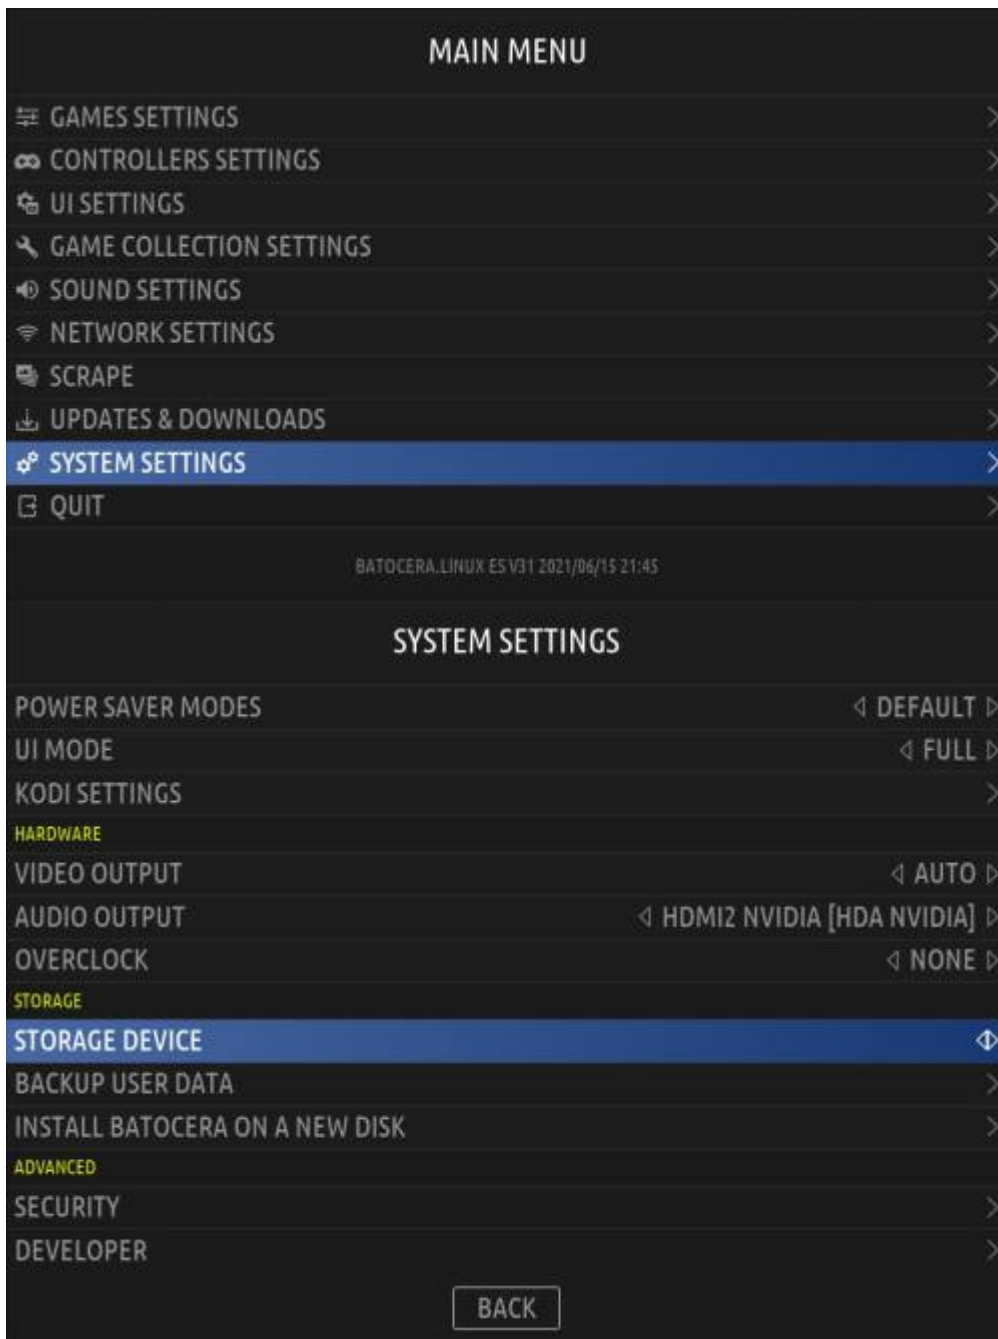 MAIN MENU
GAMES SETTINGS
CONTROLLERS SETTINGS
UI SETTINGS
GAME COLLECTION SETTINGS
SOUND SETTINGS
NETWORK SETTINGS
SCRAPE
UPDATES & DOWNLOADS
SYSTEM SETTINGS
QUIT
BATOCERA.LINUX ES V31 2021/06/15 21:45
SYSTEM SETTINGS
POWER SAVER MODES DEFAULT
UI MODE FULL
KODI SETTINGS
HARDWARE
VIDEO OUTPUT AUTO
AUDIO OUTPUT HDMI2 NVIDIA [HDA NVIDIA]
OVERCLOCK NONE
STORAGE
STORAGE DEVICE
BACKUP USER DATA
INSTALL BATOCERA ON A NEW DISK
ADVANCED
SECURITY
DEVELOPER
BACK